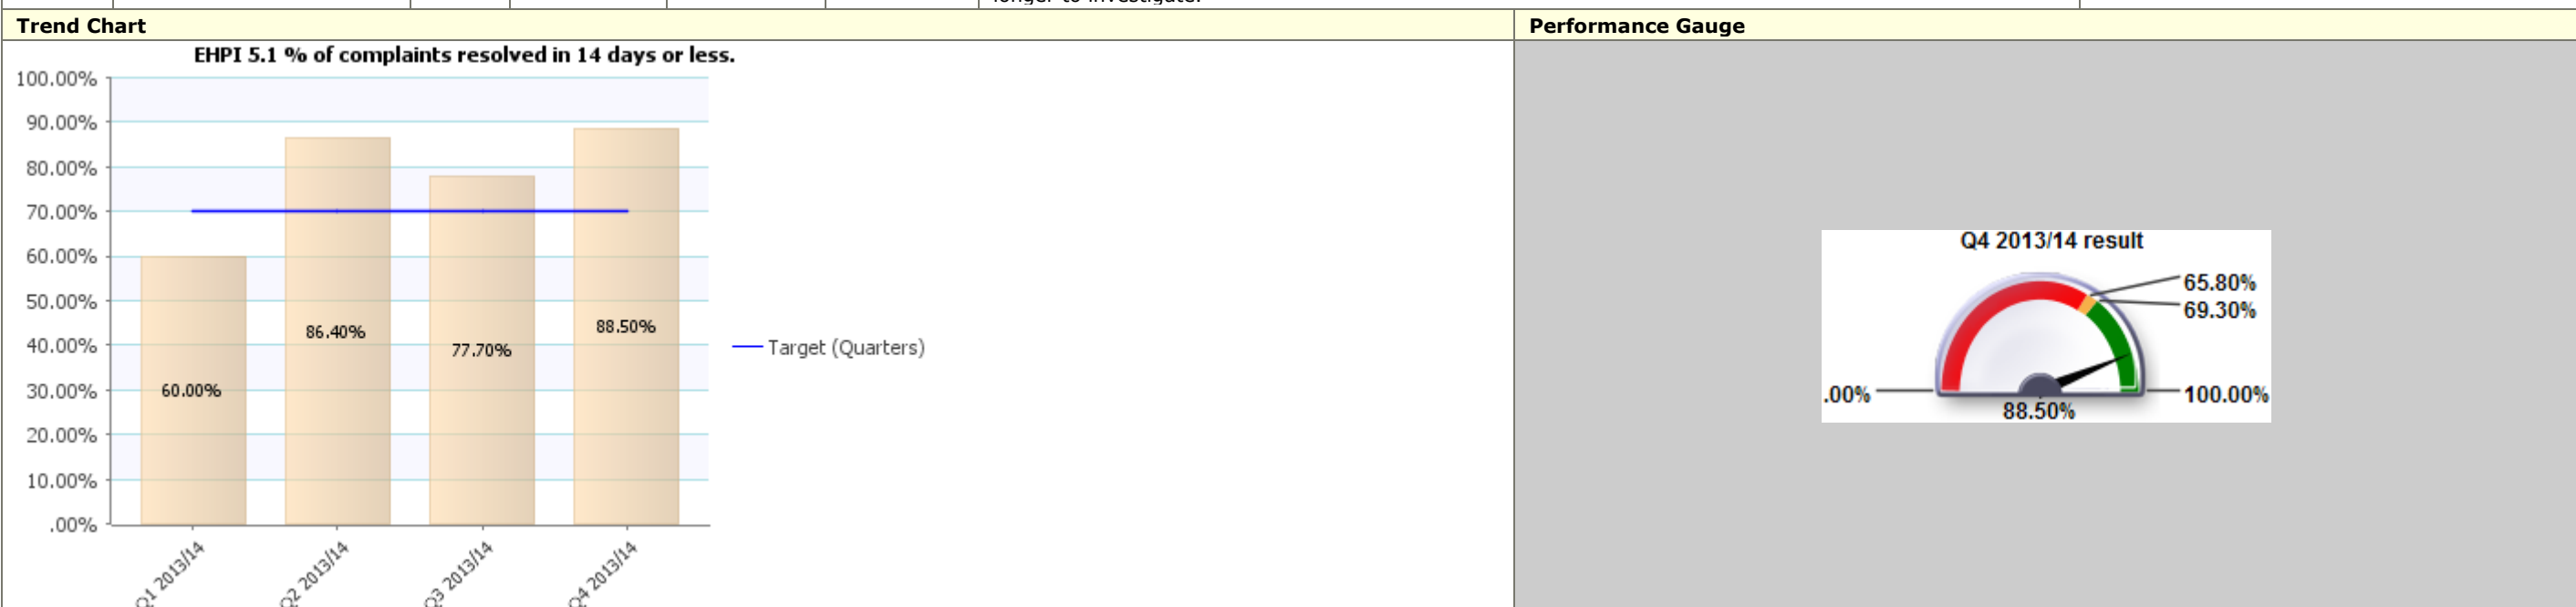 longer to investigate.
Trend Chart
Performance Gauge
EHPI 5.1 % of complaints resolved in 14 days or less.
100.00%
90.00%
80.00%
70.00%
60.00%
50.00%
40.00%
30.00%
20.00%
10.00%
.00%
60.00%
86.40%
77.70%
88.50%
Q1 2013/14
Q2 2013/14
Q3 2013/14
Q4 2013/14
Target (Quarters)
Q4 2013/14 result
65.80%
69.30%
.00%
100.00%
88.50%